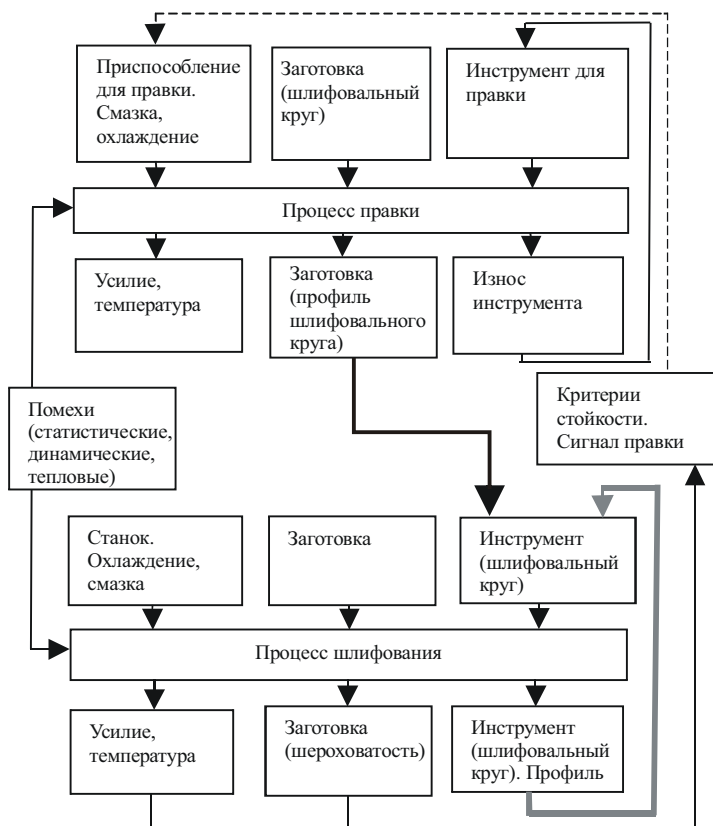 Приспособление
для правки.
Смазка,
охлаждение
Заготовка
(шлифовальный
круг)
Инструмент для
правки
Процесс правки
Усилие,
температура
Заготовка
(профиль
шлифовального
круга)
Износ
инструмента
Помехи
(статистические,
динамические,
тепловые)
Критерии
стойкости.
Сигнал правки
Станок.
Охлаждение,
смазка
Заготовка
Инструмент
(шлифовальный
круг)
Процесс шлифования
Усилие,
температура
Заготовка
(шероховатость)
Инструмент
(шлифовальный
круг). Профиль